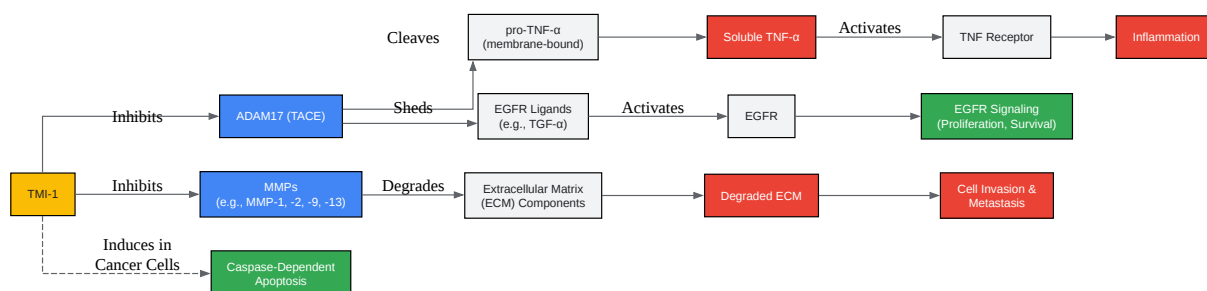 Cleaves
pro-TNF-α
(membrane-bound)
Soluble TNF-α
Activates
TNF Receptor
Inflammation
Inhibits
ADAM17 (TACE)
Sheds
EGFR Ligands
(e.g., TGF-α)
Activates
EGFR
EGFR Signaling
(Proliferation, Survival)
TMI-1
Inhibits
MMPs
(e.g., MMP-1, -2, -9, -13)
Degrades
Extracellular Matrix
(ECM) Components
Degraded ECM
Cell Invasion &
Metastasis
Induces in
Cancer Cells
Caspase-Dependent
Apoptosis